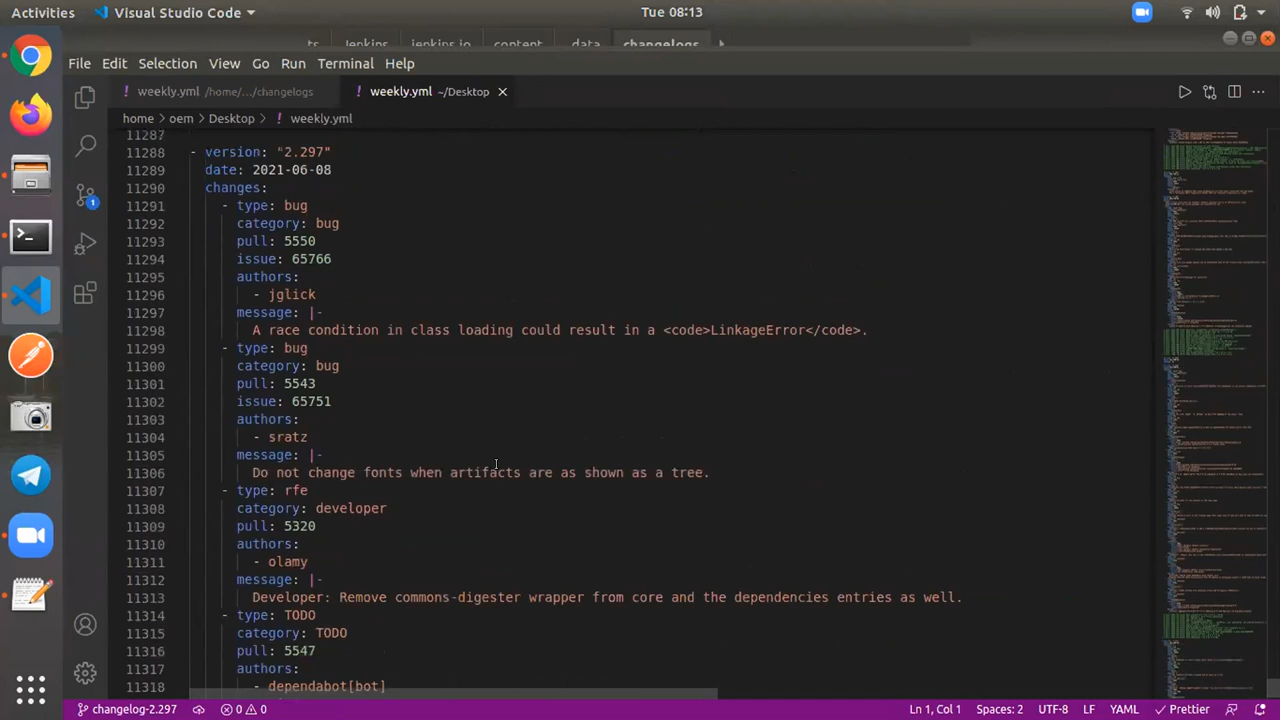 Activities
Visual Studio Code
Tue 08:13
ts Jenkins jenkins.io content data changelogs
File Edit Selection View Go Run Terminal Help
weekly.yml /home/.../changelogs
weekly.yml ~/Desktop
home > oem > Desktop > weekly.yml
11287
11288 - version: "2.297"
11289 date: 2021-06-08
11290 changes:
11291 - type: bug
11292 category: bug
11293 pull: 5550
11294 issue: 65766
11295 authors:
11296 - jglick
11297 message: |-
11298 A race condition in class loading could result in a <code>LinkageError</code>.
11299 - type: bug
11300 category: bug
11301 pull: 5543
11302 issue: 65751
11303 authors:
11304 - sratz
11305 message: |-
11306 Do not change fonts when artifacts are as shown as a tree.
11307 - type: rfe
11308 category: developer
11309 pull: 5320
11310 authors:
11311 - olamy
11312 message: |-
11313 Developer: Remove commons-digester wrapper from core and the dependencies entries as well.
11314 - type: TODO
11315 category: TODO
11316 pull: 5547
11317 authors:
11318 - dependabot[bot]
1
changelog-2.297
0 0
Ln 1, Col 1
Spaces: 2
UTF-8
LF
YAML
Prettier